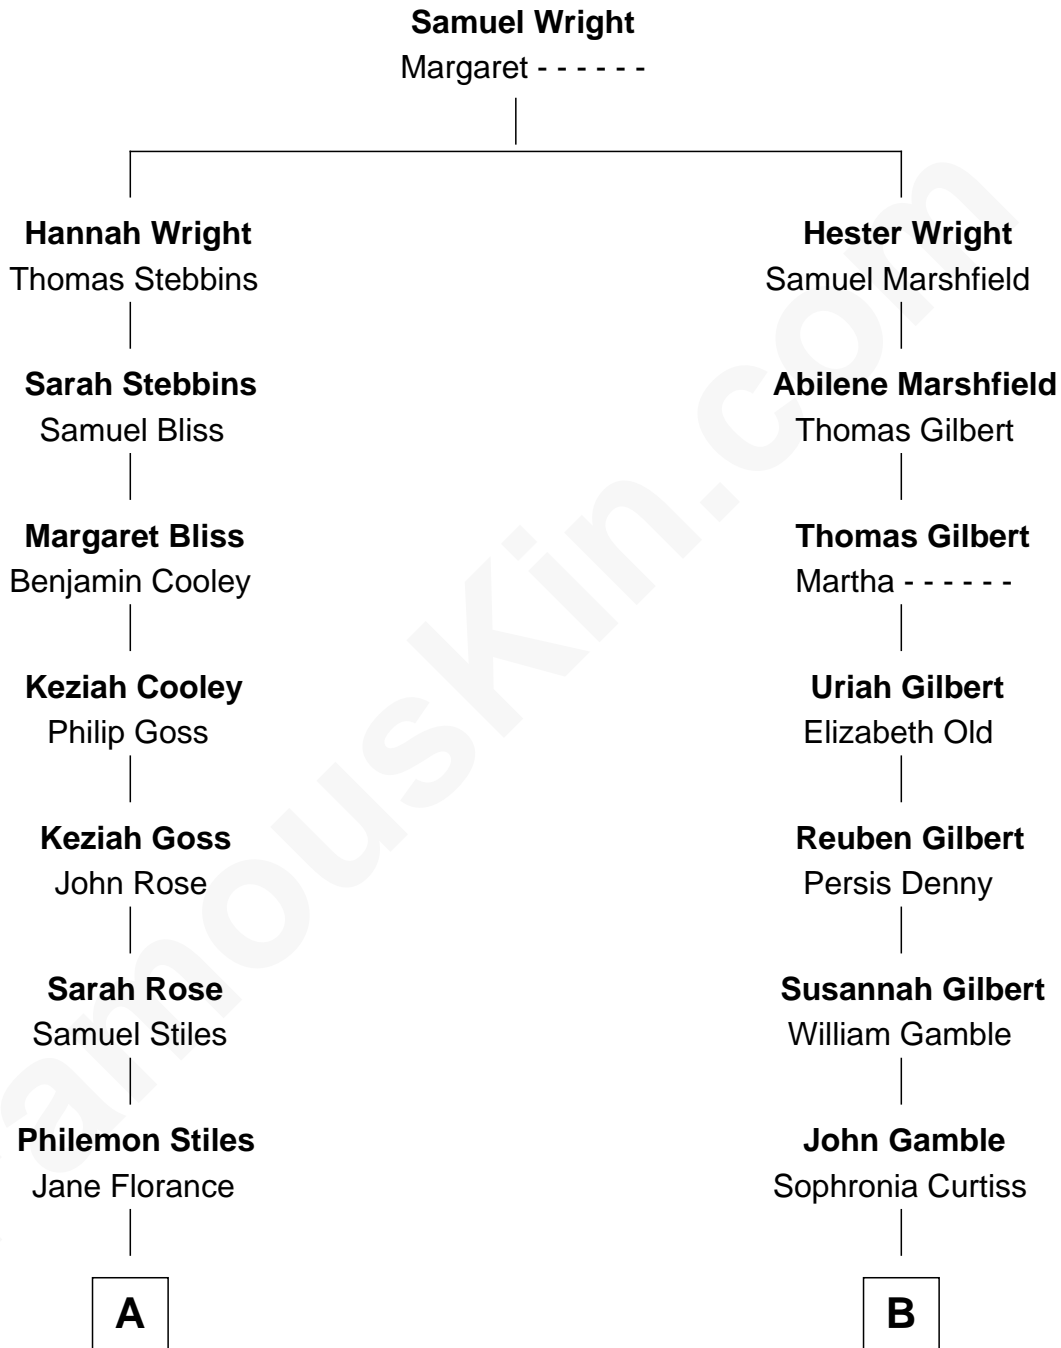 Samuel Wright
Margaret - - - - - -
Hannah Wright
Thomas Stebbins
Hester Wright
Samuel Marshfield
Sarah Stebbins
Samuel Bliss
Abilene Marshfield
Thomas Gilbert
Margaret Bliss
Benjamin Cooley
Thomas Gilbert
Martha - - - - - -
Keziah Cooley
Philip Goss
Uriah Gilbert
Elizabeth Old
Keziah Goss
John Rose
Reuben Gilbert
Persis Denny
Sarah Rose
Samuel Stiles
Susannah Gilbert
William Gamble
Philemon Stiles
Jane Florance
John Gamble
Sophronia Curtiss
A
B
amousKin.com